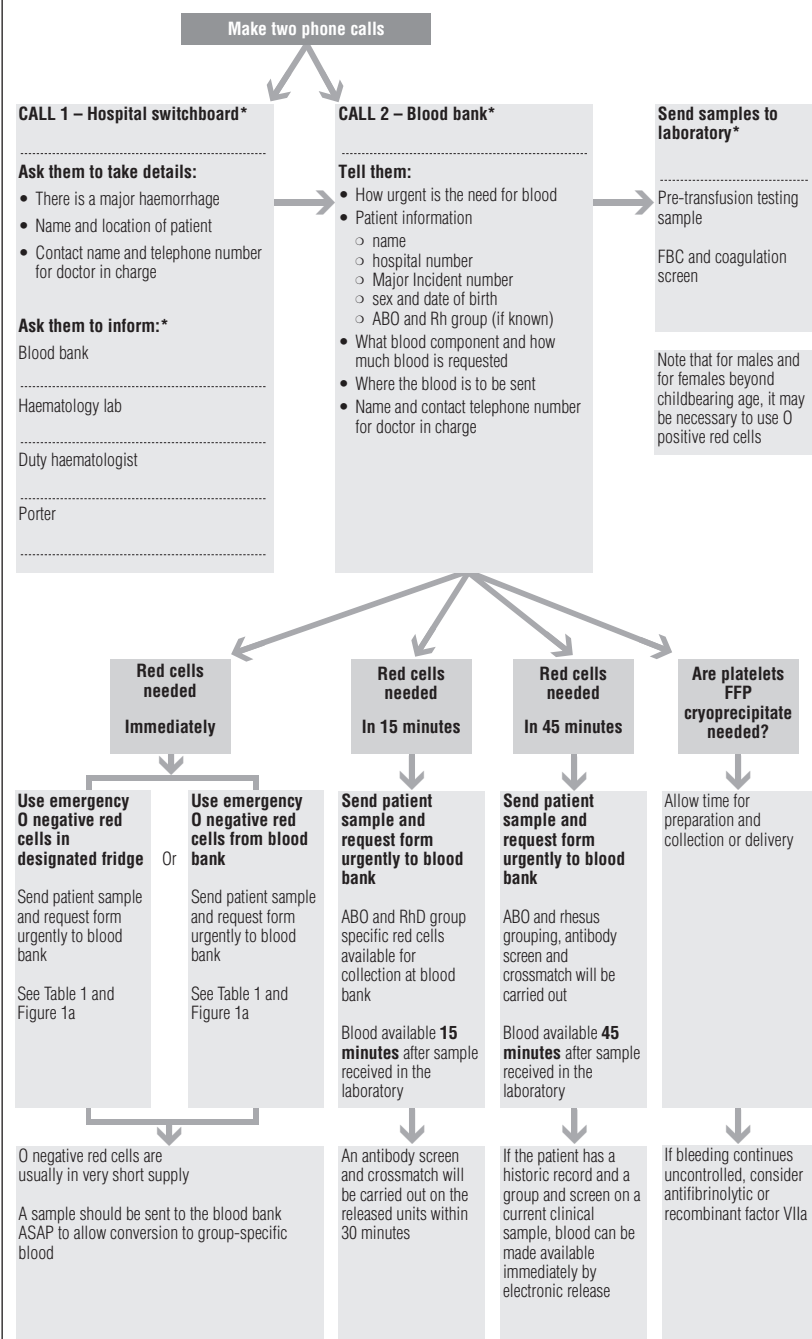 Make two phone calls
CALL 1 – Hospital switchboard*
Ask them to take details:
• There is a major haemorrhage
• Name and location of patient
• Contact name and telephone number
for doctor in charge
Ask them to inform:*
Blood bank
Haematology lab
Duty haematologist
Porter
CALL 2 – Blood bank*
Tell them:
• How urgent is the need for blood
• Patient information
❍ name
❍ hospital number
❍ Major Incident number
❍ sex and date of birth
❍ ABO and Rh group (if known)
• What blood component and how
much blood is requested
• Where the blood is to be sent
• Name and contact telephone number
for doctor in charge
Send samples to
laboratory*
Pre-transfusion testing
sample
FBC and coagulation
screen
Note that for males and
for females beyond
childbearing age, it may
be necessary to use O
positive red cells
Red cells
needed
Immediately
Red cells
needed
In 15 minutes
Red cells
needed
In 45 minutes
Are platelets
FFP
cryoprecipitate
needed?
Use emergency
O negative red
cells in
designated fridge
Send patient sample
and request form
urgently to blood
bank
See Table 1 and
Figure 1a
Or
Use emergency
O negative red
cells from blood
bank
Send patient sample
and request form
urgently to blood
bank
See Table 1 and
Figure 1a
Send patient
sample and
request form
urgently to blood
bank
ABO and RhD group
specific red cells
available for
collection at blood
bank
Blood available 15
minutes after sample
received in the
laboratory
Send patient
sample and
request form
urgently to blood
bank
ABO and rhesus
grouping, antibody
screen and
crossmatch will be
carried out
Blood available 45
minutes after sample
received in the
laboratory
Allow time for
preparation and
collection or delivery
O negative red cells are
usually in very short supply
A sample should be sent to the blood bank
ASAP to allow conversion to group-specific
blood
An antibody screen
and crossmatch will
be carried out on the
released units within
30 minutes
If the patient has a
historic record and a
group and screen on a
current clinical
sample, blood can be
made available
immediately by
electronic release
If bleeding continues
uncontrolled, consider
antifibrinolytic or
recombinant factor VIIa